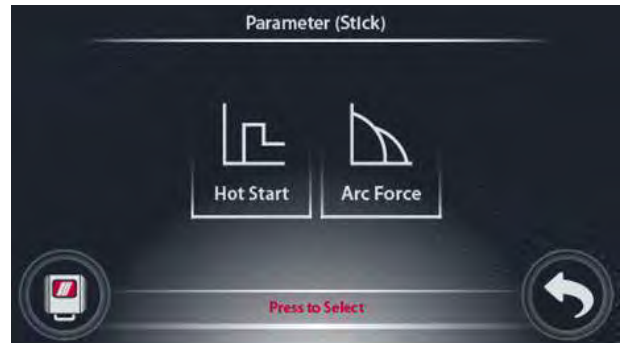 Parameter (Stick)
Hot Start
Arc Force
Press to Select